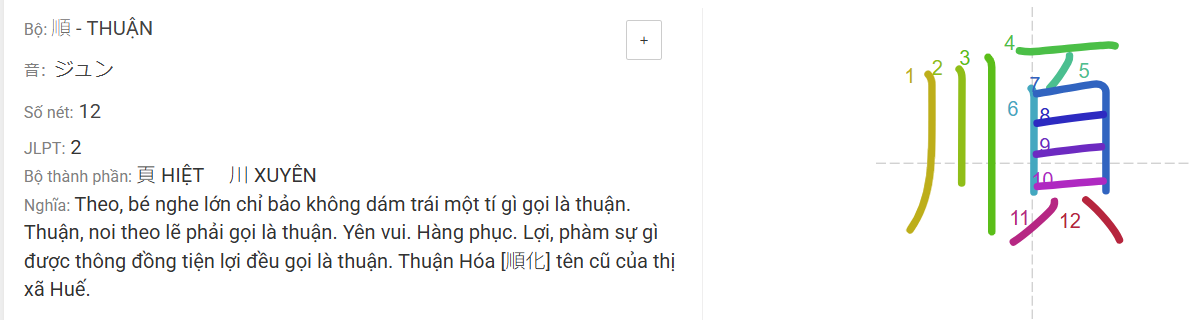 Bộ: 順 - THUẬN
+
音: ジュン
Số nét: 12
JLPT: 2
Bộ thành phần: 頁 HIỆT 川 XUYÊN
Nghĩa: Theo, bé nghe lớn chỉ bảo không dám trái một tí gì gọi là thuận.
Thuận, noi theo lẽ phải gọi là thuận. Yên vui. Hàng phục. Lợi, phàm sự gì
được thông đồng tiện lợi đều gọi là thuận. Thuận Hóa [順化] tên cũ của thị
xã Huế.
順
1 2 3 4 5 6 7 8 9 10 11 12